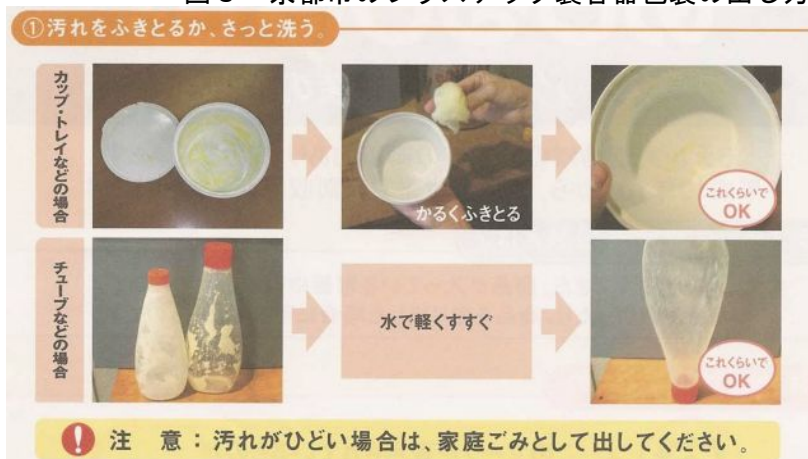 ①汚れをふきとるか、さっと洗う。
カップ・トレイなどの場合
かるくふきとる
これくらいで
OK
チューブなどの場合
水で軽くすすぐ
これくらいで
OK
注 意：汚れがひどい場合は、家庭ごみとして出してください。